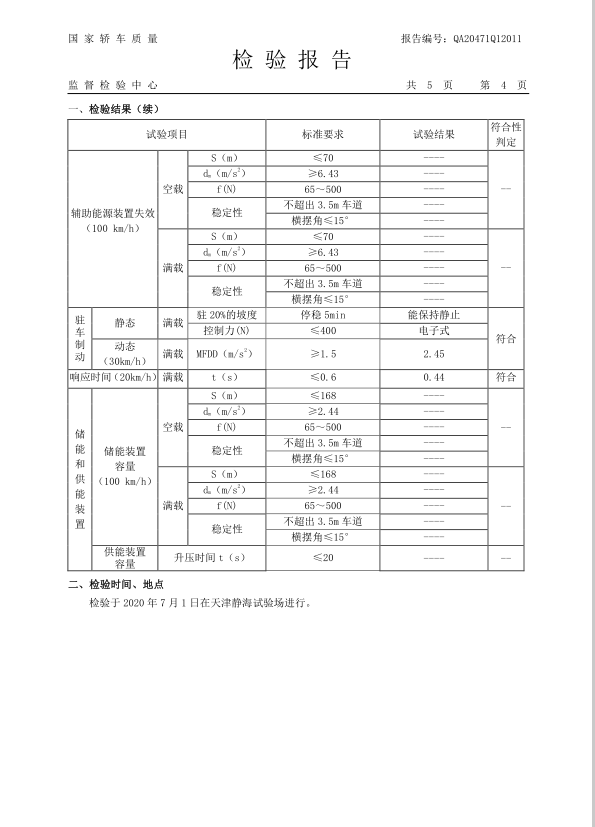 国 家 轿 车 质 量 报告编号: QA20471Q12011
检 验 报 告
监 督 检 验 中 心 共 5 页 第 4 页
一、检验结果（续）
试验项目 标准要求 试验结果 符合性判定
辅助能源装置失效（100 km/h） 空载 S（m） ≤70 ---- --
dₘ（m/s²） ≥6.43 ----
f(N) 65～500 ----
稳定性 不超出 3.5m 车道 ----
横摆角≤15° ----
满载 S（m） ≤70 ---- --
dₘ（m/s²） ≥6.43 ----
f(N) 65～500 ----
稳定性 不超出 3.5m 车道 ----
横摆角≤15° ----
驻车制动 静态 满载 驻 20%的坡度 停稳 5min 能保持静止 符合
控制力(N) ≤400 电子式
动态（30km/h） 满载 MFDD（m/s²） ≥1.5 2.45
响应时间(20km/h) 满载 t（s） ≤0.6 0.44 符合
储能和供能装置 储能装置容量（100 km/h） 空载 S（m） ≤168 ---- --
dₘ（m/s²） ≥2.44 ----
f(N) 65～500 ----
稳定性 不超出 3.5m 车道 ----
横摆角≤15° ----
满载 S（m） ≤168 ---- --
dₘ（m/s²） ≥2.44 ----
f(N) 65～500 ----
稳定性 不超出 3.5m 车道 ----
横摆角≤15° ----
供能装置容量 升压时间 t（s） ≤20 ---- --
二、检验时间、地点
检验于 2020 年 7 月 1 日在天津静海试验场进行。